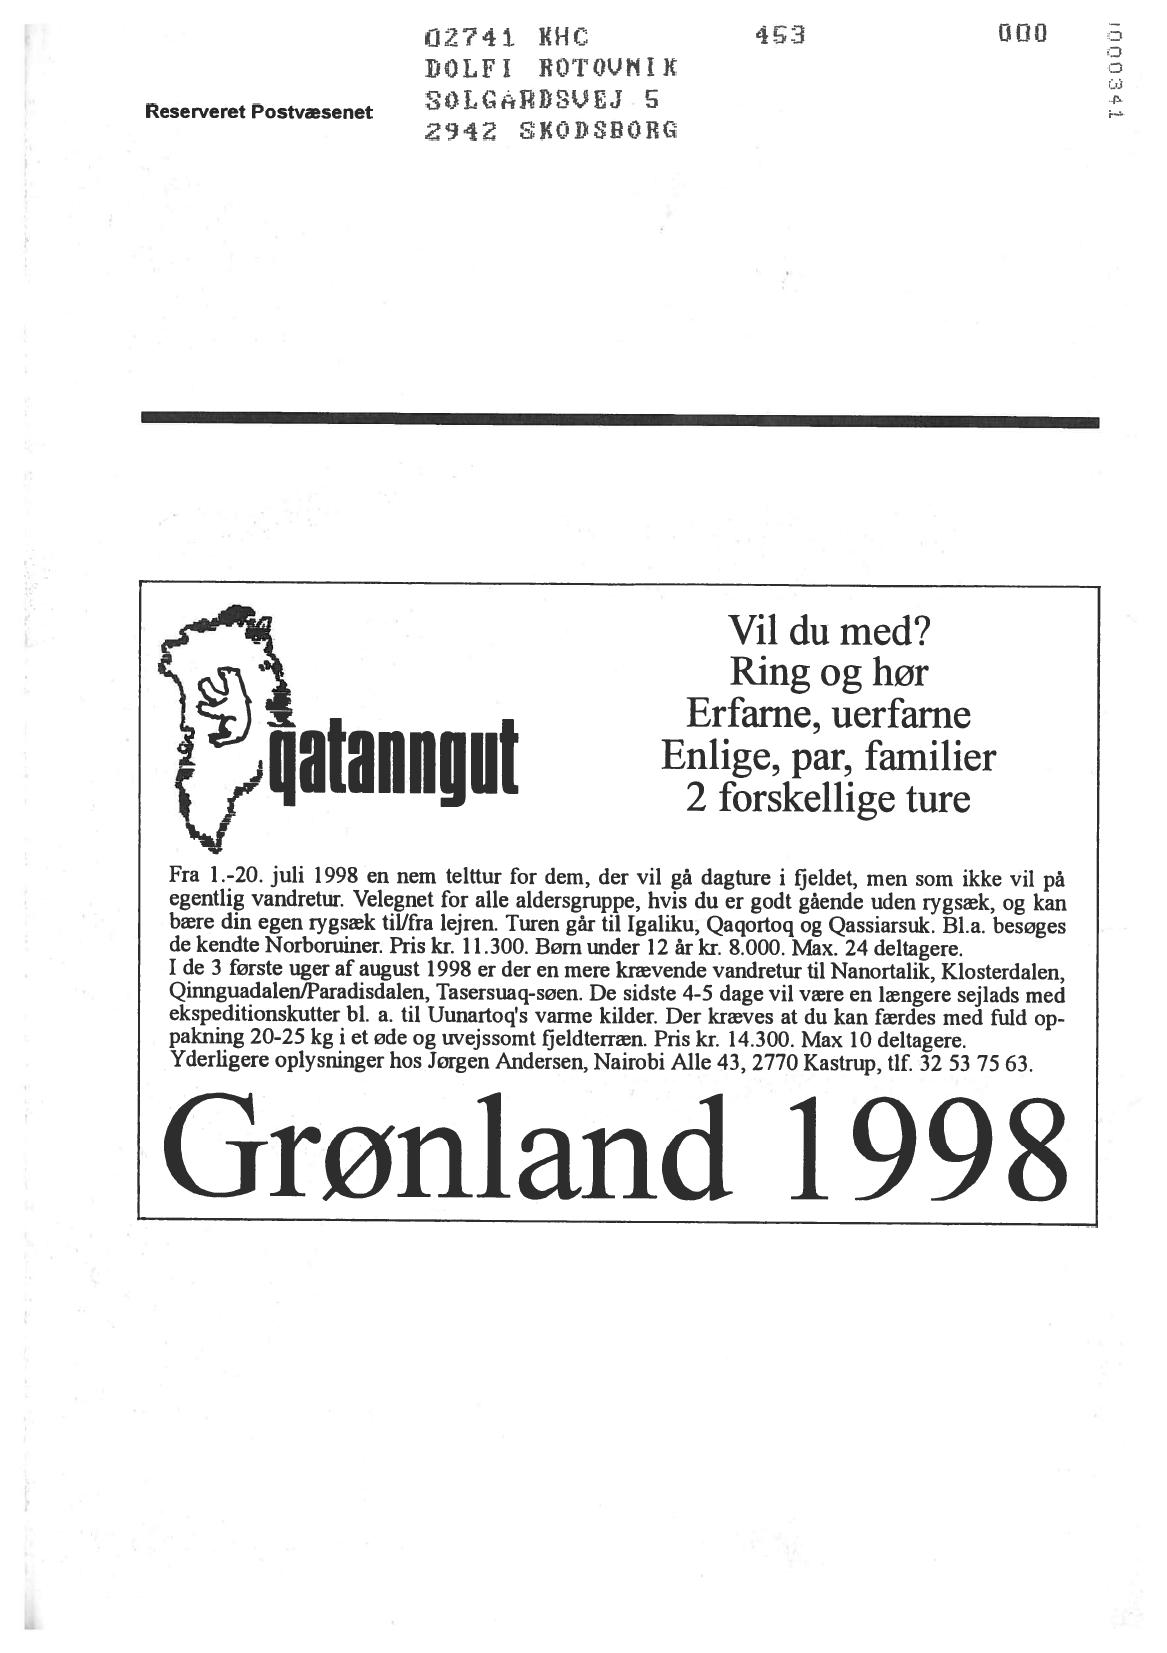 02741 KHC 453 000
DOLFI ROTOVNIK
SOLGÅRDSVEJ 5
2942 SKODSBORG
Reserveret Postvæsenet
10000341
qatanngut
Vil du med?
Ring og hør
Erfarne, uerfarne
Enlige, par, familier
2 forskellige ture
Fra 1.-20. juli 1998 en nem telttur for dem, der vil gå dagture i fjeldet, men som ikke vil på
egentlig vandretur. Velegnet for alle aldersgruppe, hvis du er godt gående uden rygsæk, og kan
bære din egen rygsæk til/fra lejren. Turen går til Igaliku, Qaqortoq og Qassiarsuk. Bl.a. besøges
de kendte Norboruiner. Pris kr. 11.300. Børn under 12 år kr. 8.000. Max. 24 deltagere.
I de 3 første uger af august 1998 er der en mere krævende vandretur til Nanortalik, Klosterdalen,
Qinnguadalen/Paradisdalen, Tasersuaq-søen. De sidste 4-5 dage vil være en længere sejlads med
ekspeditionskutter bl. a. til Uunartoq's varme kilder. Der kræves at du kan færdes med fuld op-
pakning 20-25 kg i et øde og uvejssomt fjeldterræn. Pris kr. 14.300. Max 10 deltagere.
Yderligere oplysninger hos Jørgen Andersen, Nairobi Alle 43, 2770 Kastrup, tlf. 32 53 75 63.
Grønland 1998